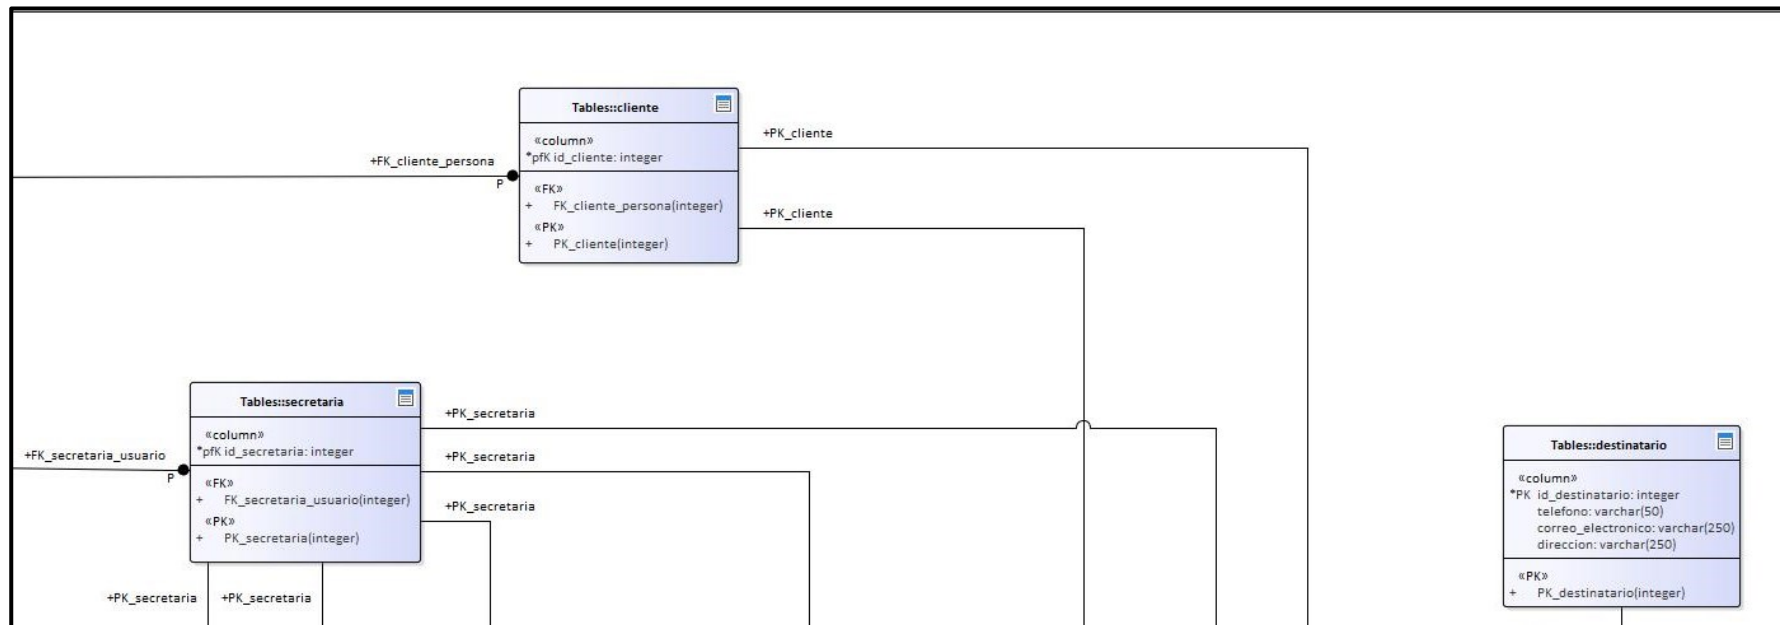 Tables::cliente
«column»
*pfK id_cliente: integer
«FK»
+ FK_cliente_persona(integer)
«PK»
+ PK_cliente(integer)
+FK_cliente_persona
P
+PK_cliente
+PK_cliente
Tables::secretaria
«column»
*pfK id_secretaria: integer
«FK»
+ FK_secretaria_usuario(integer)
«PK»
+ PK_secretaria(integer)
+FK_secretaria_usuario
P
+PK_secretaria
+PK_secretaria
+PK_secretaria
+PK_secretaria
+PK_secretaria
Tables::destinatario
«column»
*PK id_destinatario: integer
telefono: varchar(50)
correo_electronico: varchar(250)
direccion: varchar(250)
«PK»
+ PK_destinatario(integer)